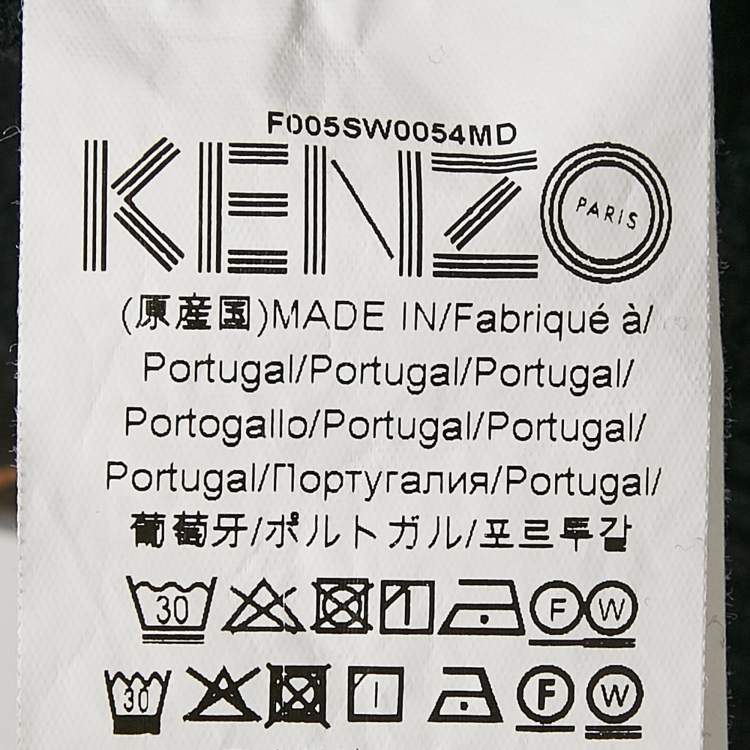 F005SW0054MD
KENZO PARIS
(原産国)MADE IN/Fabriqué à/
Portugal/Portugal/Portugal/
Portogallo/Portugal/Portugal/
Portugal/Португалия/Portugal/
葡萄牙/ポルトガル/포르투갈
30 F W
30 F W